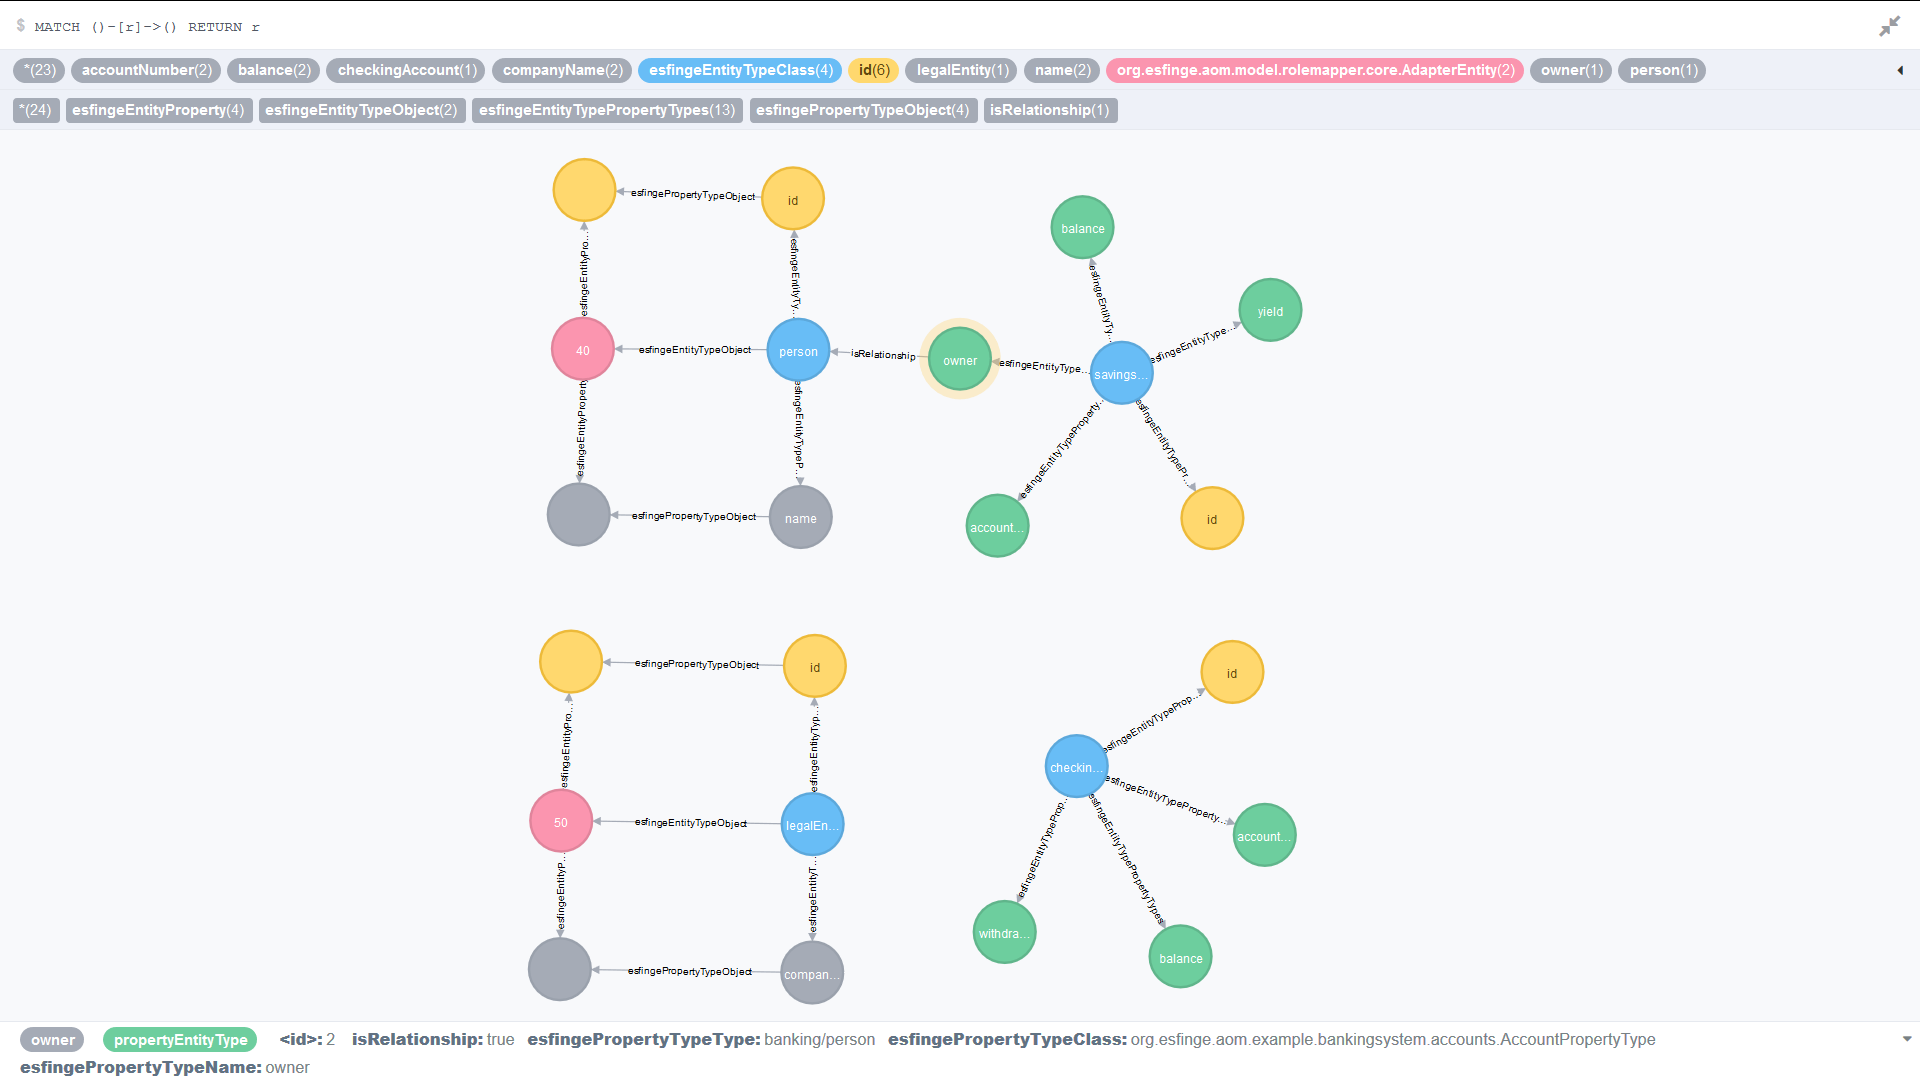 $ MATCH ()-[r]->() RETURN r
*(23) accountNumber(2) balance(2) checkingAccount(1) companyName(2) esfingeEntityTypeClass(4) id(6) legalEntity(1) name(2) org.esfinge.aom.model.rolemapper.core.AdapterEntity(2) owner(1) person(1)
*(24) esfingeEntityProperty(4) esfingeEntityTypeObject(2) esfingeEntityTypePropertyTypes(13) esfingePropertyTypeObject(4) isRelationship(1)
esfingePropertyTypeObject
id
balance
esfingeEntityPro...
esfingeEntityTy...
esfingeEntityTy...
yield
esfingeEntityType...
40
esfingeEntityTypeObject
person
isRelationship
owner
esfingeEntityType...
savings...
esfingeEntityProperty
esfingeEntityTypeP...
esfingeEntityTypeProperty...
esfingeEntityTypePr...
esfingePropertyTypeObject
name
account...
id
esfingePropertyTypeObject
id
id
esfingeEntityPro...
esfingeEntityTyp...
esfingeEntityTypeProp...
checkin...
esfingeEntityTypeProperty...
50
esfingeEntityTypeObject
legalEn...
account...
esfingeEntityP...
esfingeEntityT...
esfingeEntityTypeProp...
esfingeEntityTypePropertyTypes
withdra...
balance
esfingePropertyTypeObject
compan...
owner propertyEntityType <id>: 2 isRelationship: true esfingePropertyTypeType: banking/person esfingePropertyTypeClass: org.esfinge.aom.example.bankingsystem.accounts.AccountPropertyType
esfingePropertyTypeName: owner